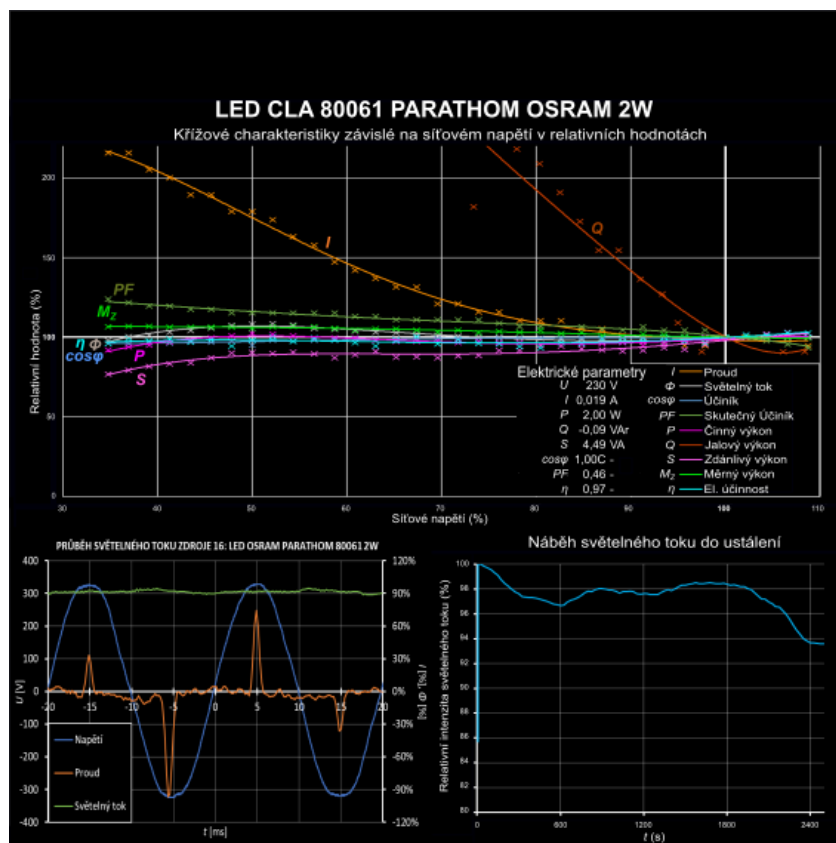 LED CLA 80061 PARATHOM OSRAM 2W
Křížové charakteristiky závislé na síťovém napětí v relativních hodnotách
Relativní hodnota (%)
200
150
100
50
0
I
Q
PF
M_Z
η Φ
cosφ
P
S
Elektrické parametry
U 230 V
I 0,019 A
P 2,00 W
Q -0,09 VAr
S 4,49 VA
cosφ 1,00C -
PF 0,46 -
η 0,97 -
I Proud
Φ Světelný tok
cosφ Účiník
PF Skutečný Účiník
P Činný výkon
Q Jalový výkon
S Zdánlivý výkon
M_Z Měrný výkon
η El. účinnost
30 40 50 60 70 80 90 100 110
Síťové napětí (%)
PRŮBĚH SVĚTELNÉHO TOKU ZDROJE 16: LED OSRAM PARATHOM 80061 2W
U [V]
400
300
200
100
0
-100
-200
-300
-400
120%
90%
60%
30%
0%
-30%
-60%
-90%
-120%
I [%] Φ [%]
-20 -15 -10 -5 0 5 10 15 20
Napětí
Proud
Světelný tok
t [ms]
Náběh světelného toku do ustálení
Relativní intenzita světelného toku (%)
100
98
96
94
92
90
88
86
84
82
80
0 600 1200 1800 2400
t (s)